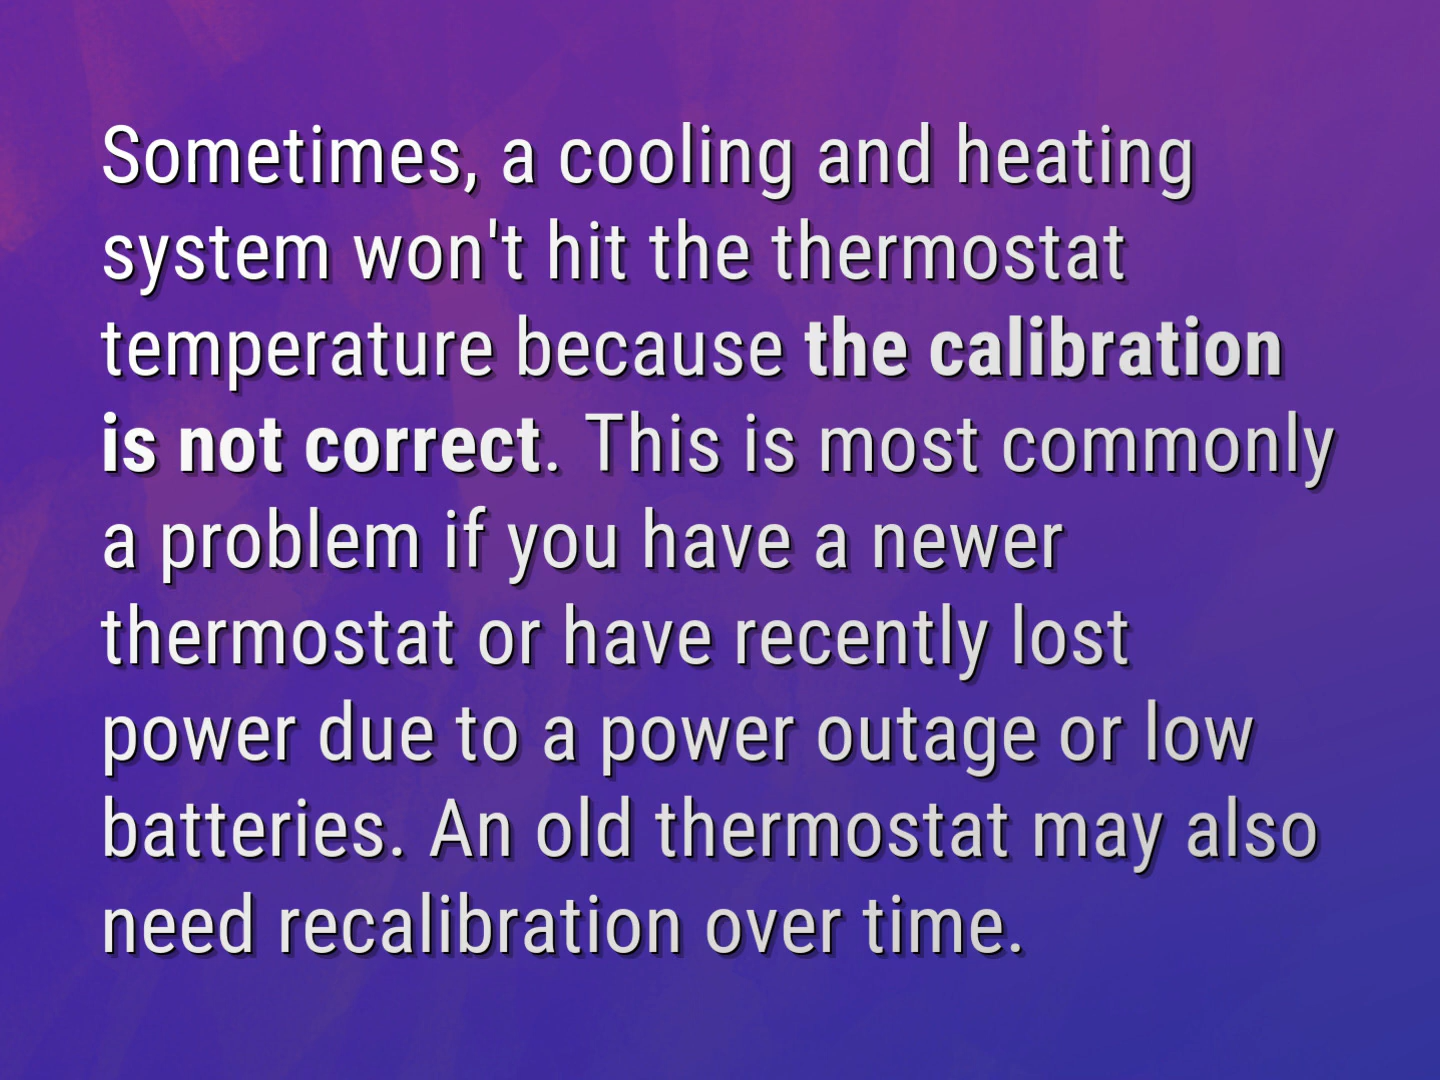 Sometimes, a cooling and heating
system won't hit the thermostat
temperature because the calibration
is not correct. This is most commonly
a problem if you have a newer
thermostat or have recently lost
power due to a power outage or low
batteries. An old thermostat may also
need recalibration over time.